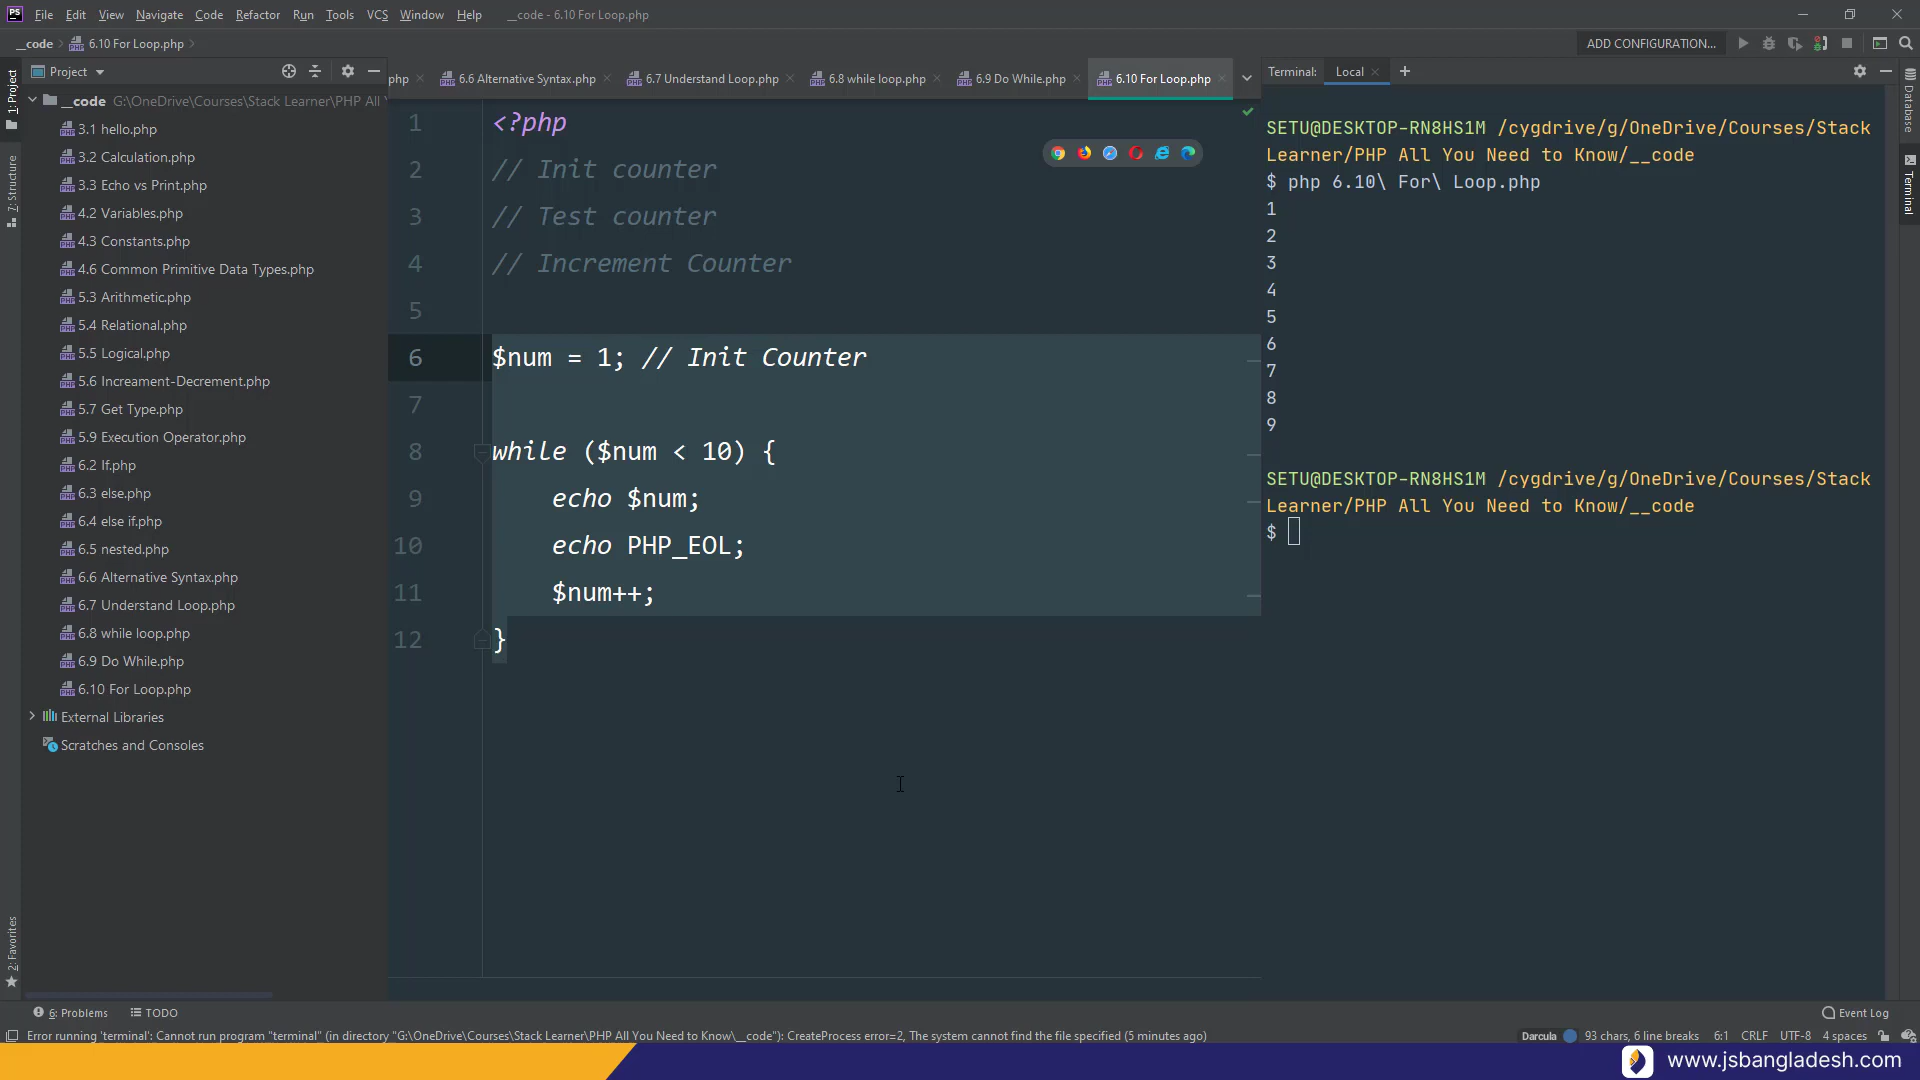 PS File Edit View Navigate Code Refactor Run Tools VCS Window Help __code - 6.10 For Loop.php
__code 6.10 For Loop.php ADD CONFIGURATION...
Project
php 6.6 Alternative Syntax.php 6.7 Understand Loop.php 6.8 while loop.php 6.9 Do While.php 6.10 For Loop.php
Terminal: Local +
1: Project
7: Structure
2: Favorites
__code G:\OneDrive\Courses\Stack Learner\PHP All
3.1 hello.php
3.2 Calculation.php
3.3 Echo vs Print.php
4.2 Variables.php
4.3 Constants.php
4.6 Common Primitive Data Types.php
5.3 Arithmetic.php
5.4 Relational.php
5.5 Logical.php
5.6 Increament-Decrement.php
5.7 Get Type.php
5.9 Execution Operator.php
6.2 If.php
6.3 else.php
6.4 else if.php
6.5 nested.php
6.6 Alternative Syntax.php
6.7 Understand Loop.php
6.8 while loop.php
6.9 Do While.php
6.10 For Loop.php
External Libraries
Scratches and Consoles
1 <?php
2 // Init counter
3 // Test counter
4 // Increment Counter
5
6 $num = 1; // Init Counter
7
8 while ($num < 10) {
9 echo $num;
10 echo PHP_EOL;
11 $num++;
12 }
SETU@DESKTOP-RN8HS1M /cygdrive/g/OneDrive/Courses/Stack
Learner/PHP All You Need to Know/__code
$ php 6.10\ For\ Loop.php
1
2
3
4
5
6
7
8
9
SETU@DESKTOP-RN8HS1M /cygdrive/g/OneDrive/Courses/Stack
Learner/PHP All You Need to Know/__code
$
Database
Terminal
6: Problems TODO Event Log
Error running 'terminal': Cannot run program "terminal" (in directory "G:\OneDrive\Courses\Stack Learner\PHP All You Need to Know\__code"): CreateProcess error=2, The system cannot find the file specified (5 minutes ago) Darcula 93 chars, 6 line breaks 6:1 CRLF UTF-8 4 spaces
www.jsbangladesh.com